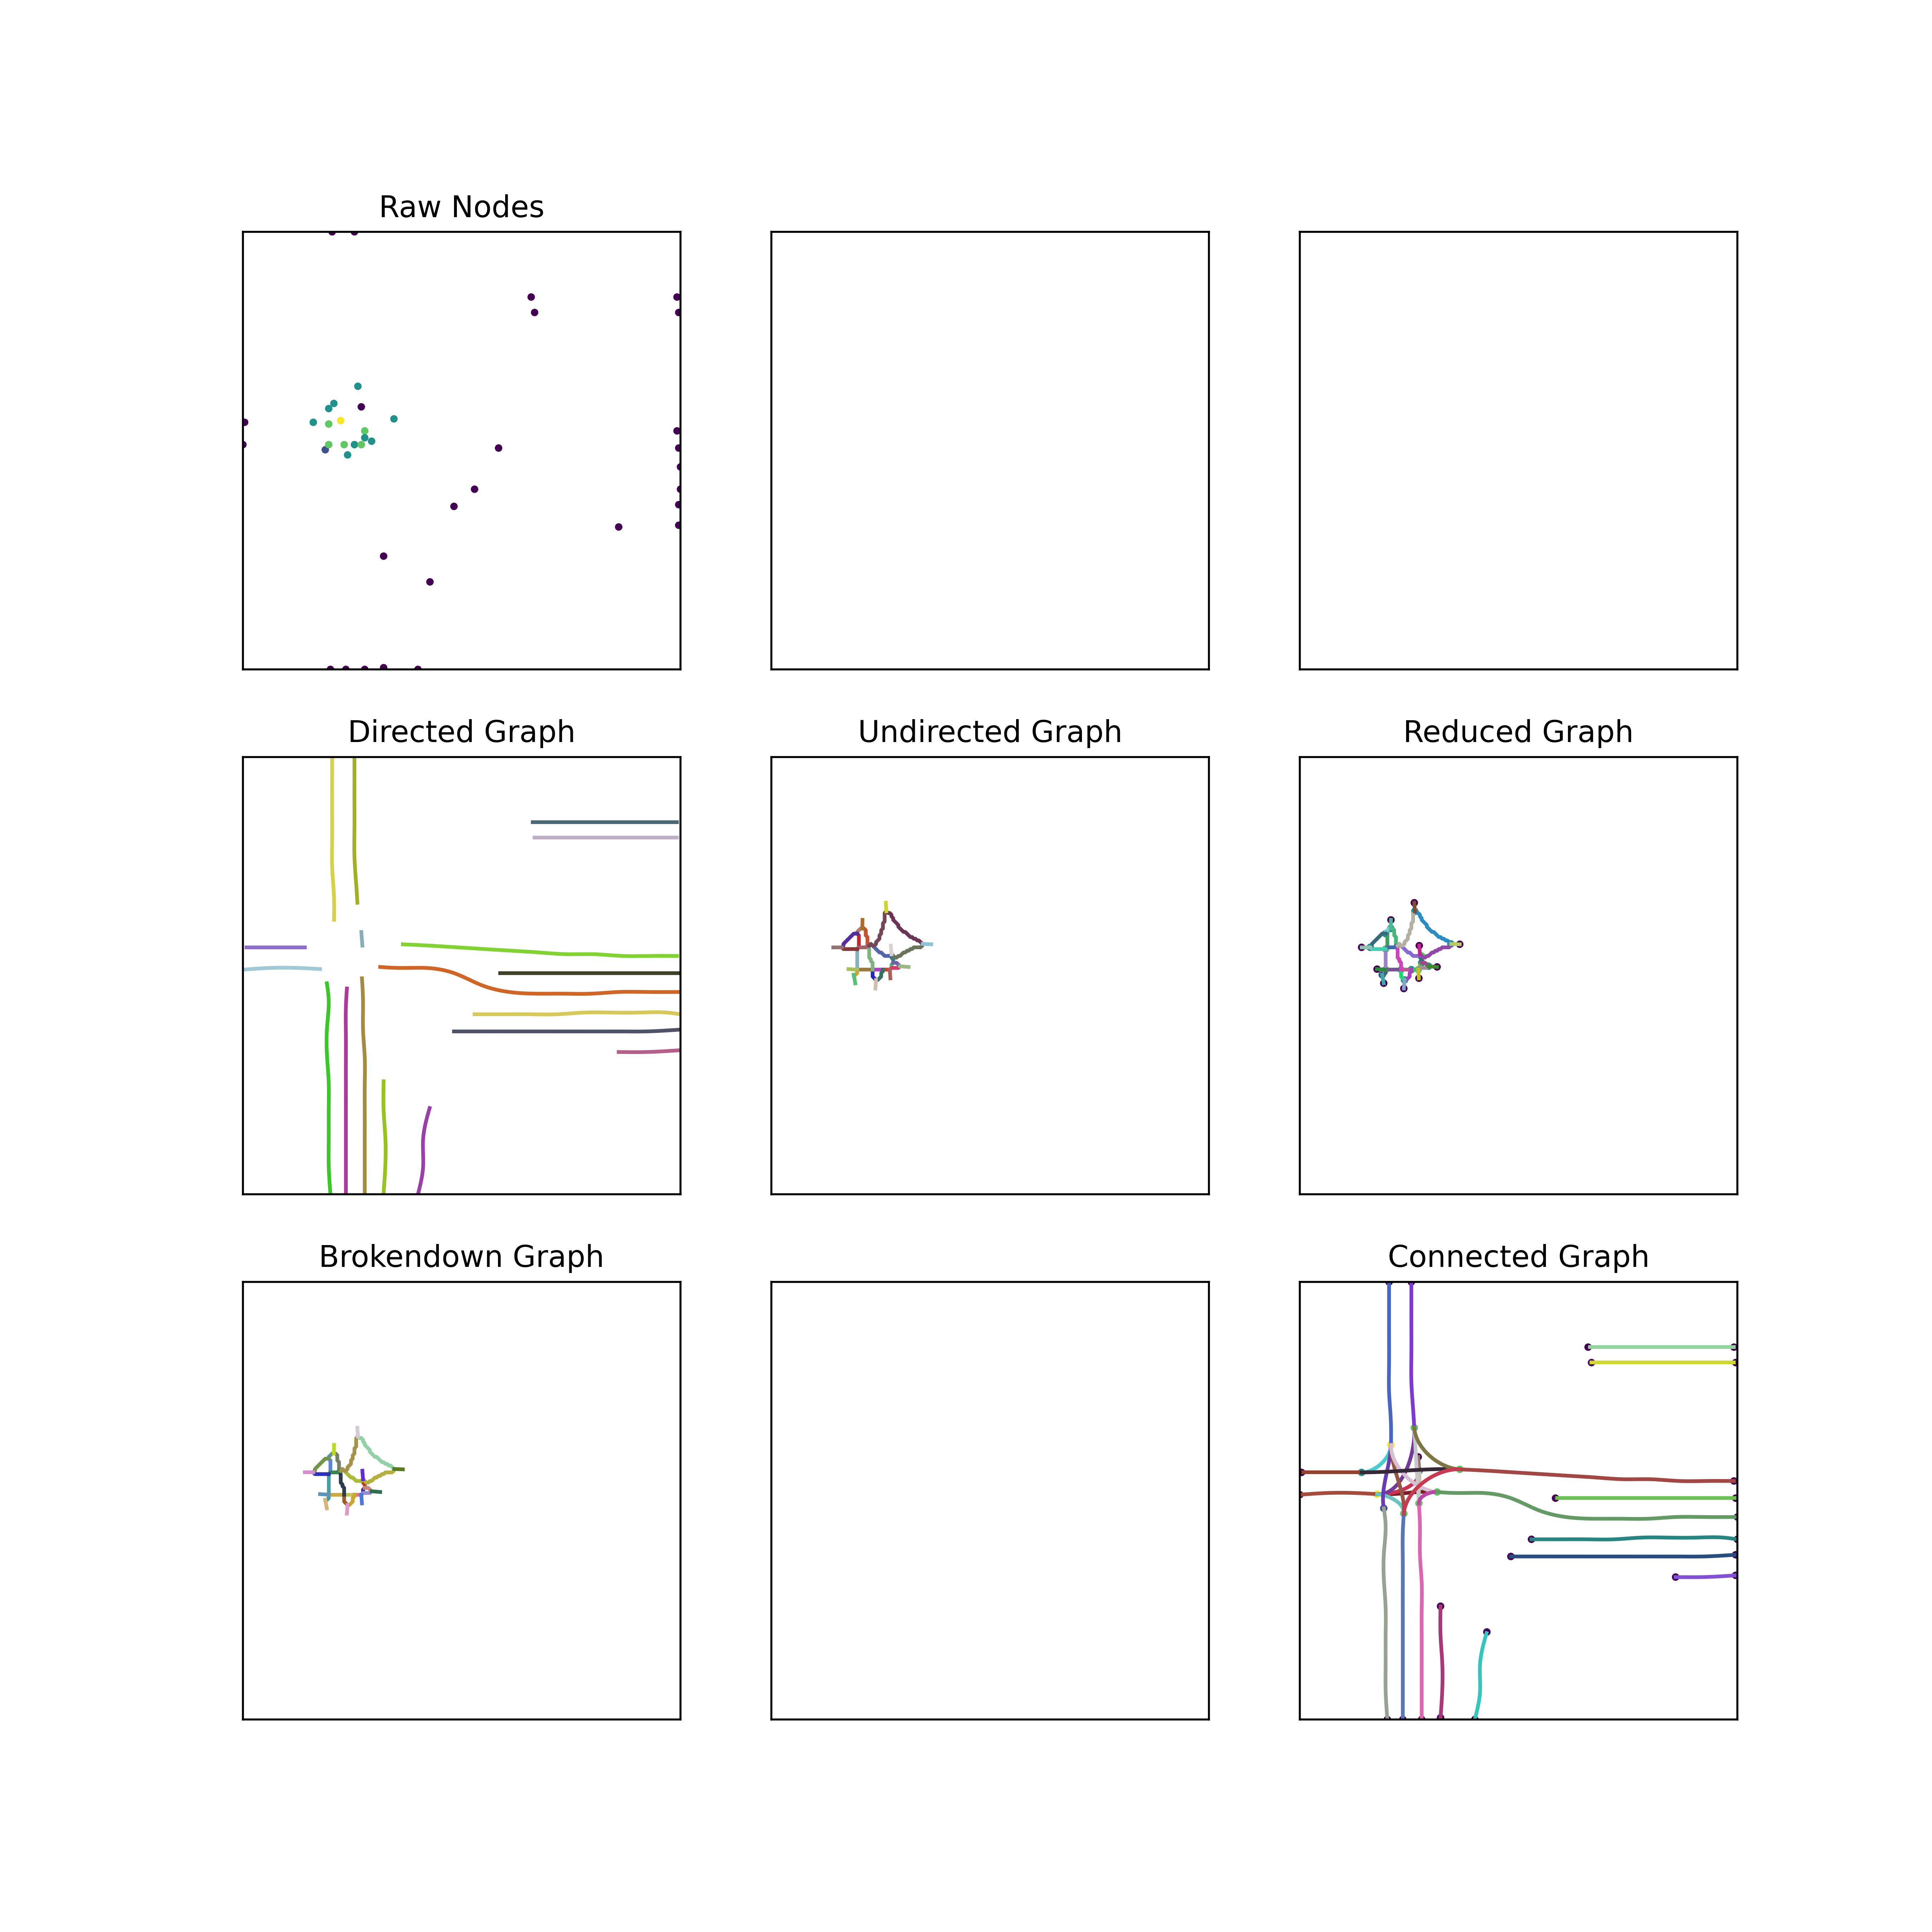 Raw Nodes
Directed Graph
Undirected Graph
Reduced Graph
Brokendown Graph
Connected Graph